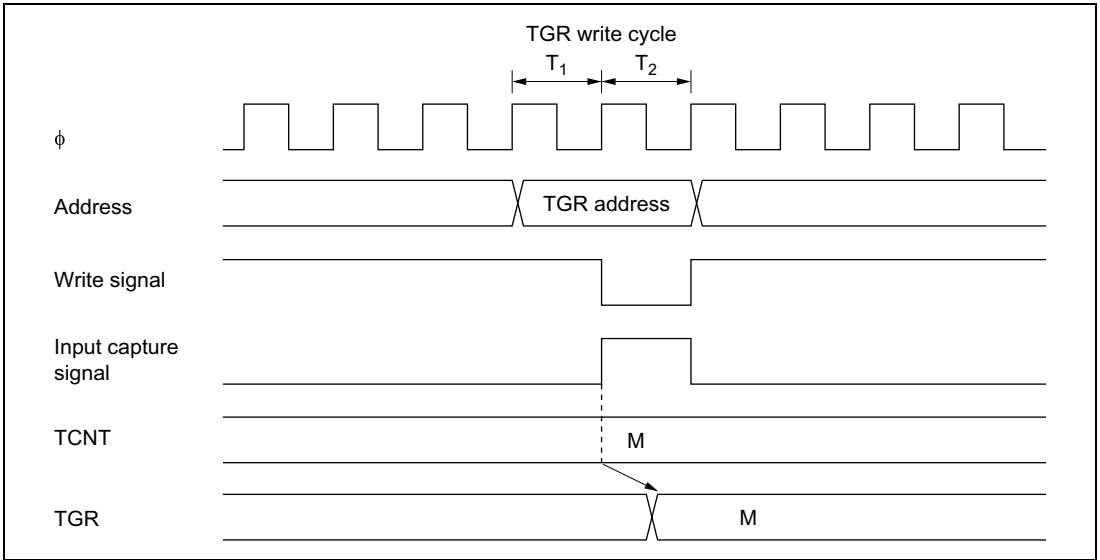 TGR write cycle
T₁ T₂
ϕ
Address
TGR address
Write signal
Input capture
signal
TCNT
M
TGR
M